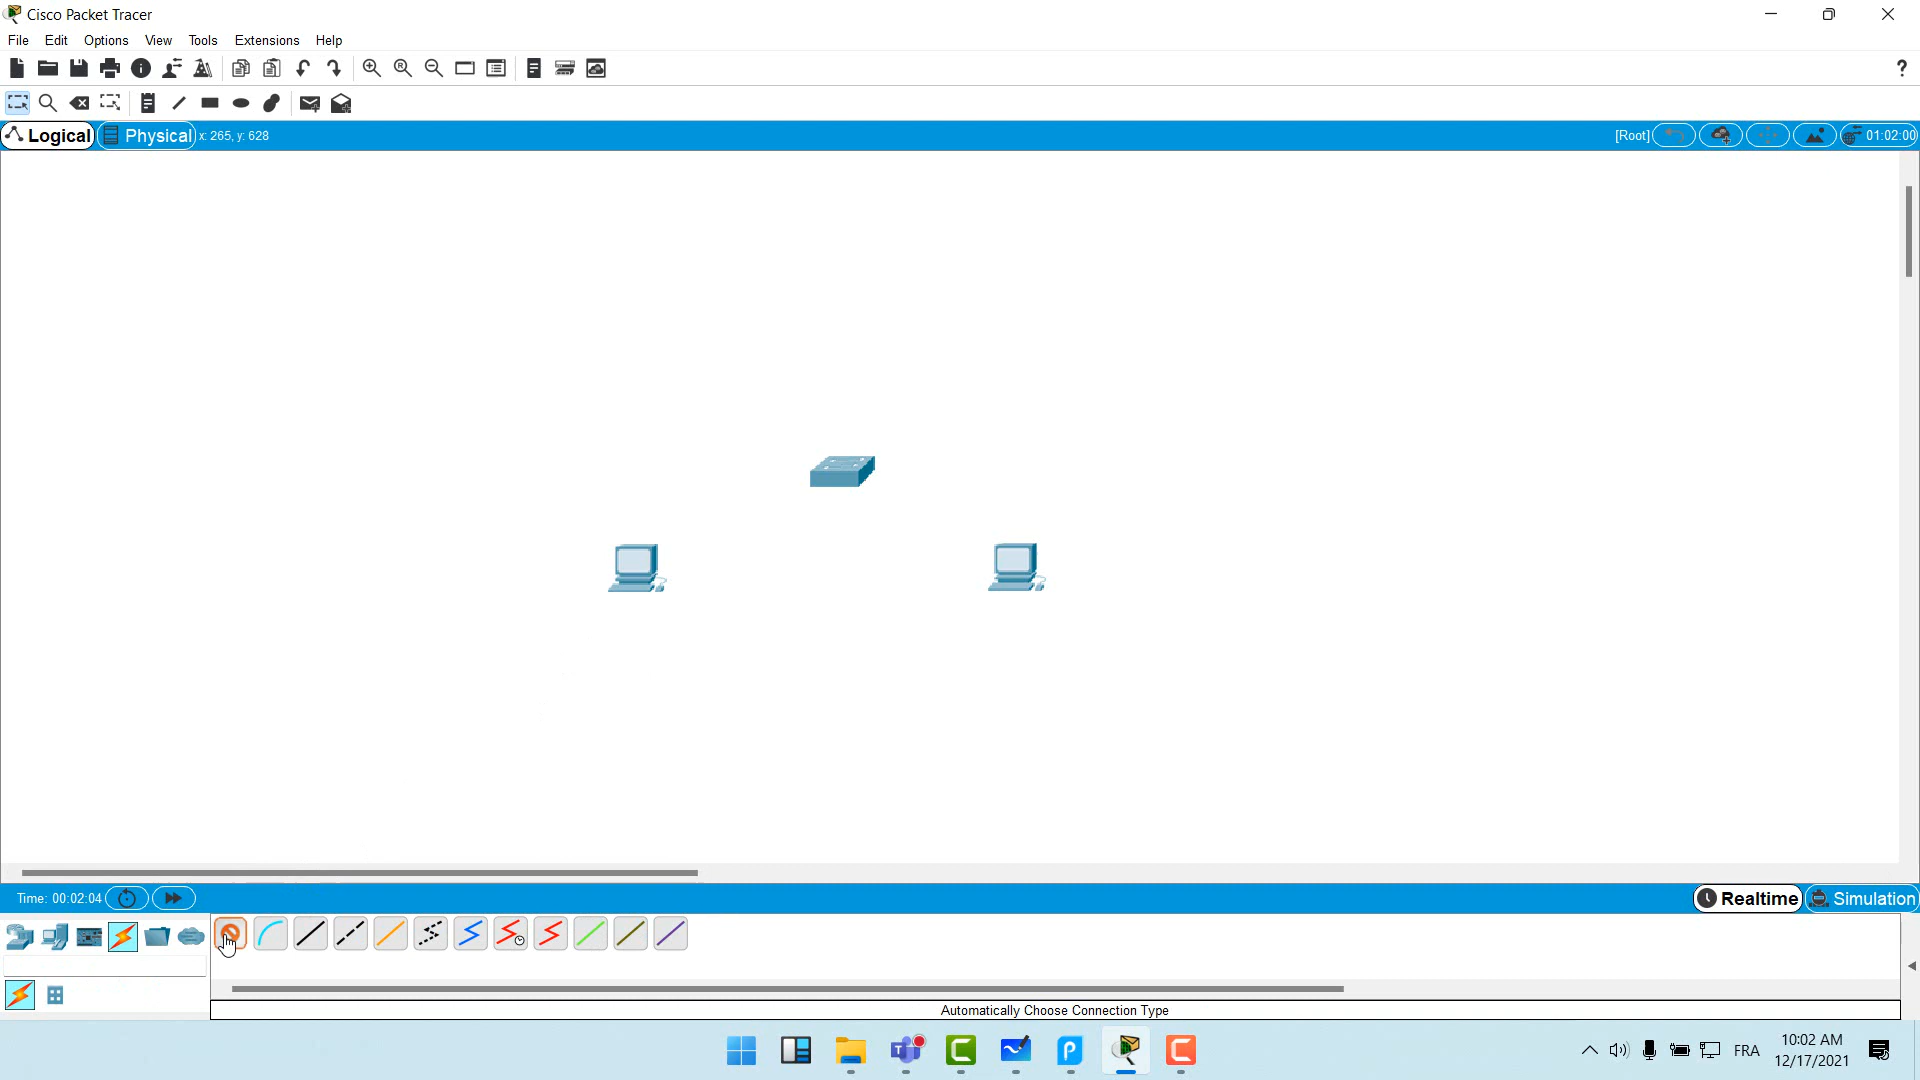 Cisco Packet Tracer
File Edit Options View Tools Extensions Help
?
Logical Physical x: 265, y: 628 [Root] 01:02:00
Time: 00:02:04 Realtime Simulation
Automatically Choose Connection Type
FRA
10:02 AM
12/17/2021